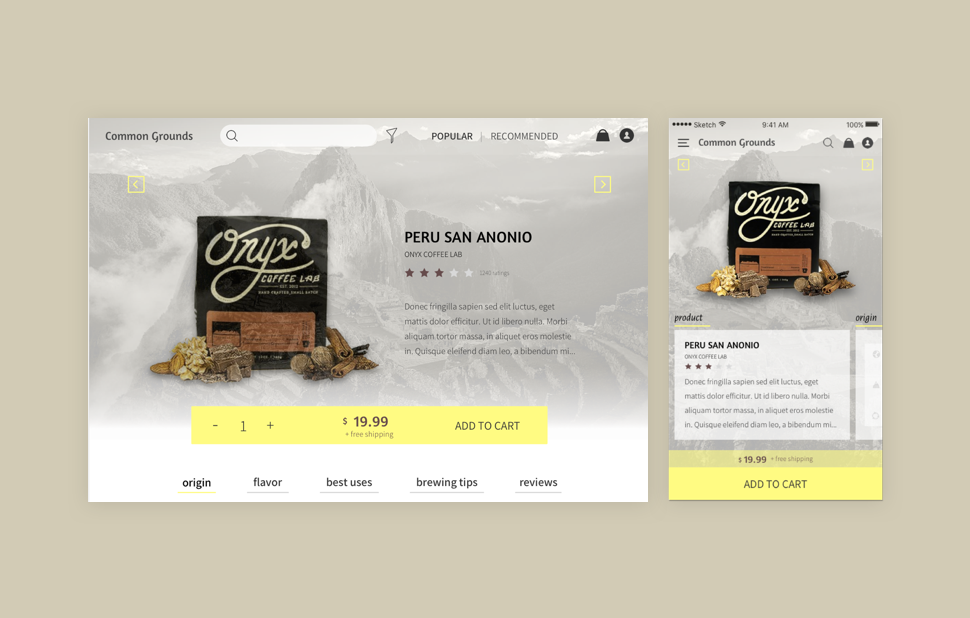 Common Grounds
POPULAR | RECOMMENDED
Onyx
COFFEE LAB
EST. 2012
HAND CRAFTED, SMALL BATCH
PERU SAN ANONIO
ONYX COFFEE LAB
1240 ratings
Donec fringilla sapien sed elit luctus, eget
mattis dolor efficitur. Ut id libero nulla. Morbi
aliquam tortor massa, in aliquet eros molestie
in. Quisque eleifend diam leo, a bibendum mi...
- 1 +
$ 19.99
+ free shipping
ADD TO CART
origin
flavor
best uses
brewing tips
reviews
Sketch
9:41 AM
100%
Common Grounds
Onyx
COFFEE LAB
product
origin
PERU SAN ANONIO
ONYX COFFEE LAB
Donec fringilla sapien sed elit luctus, eget
mattis dolor efficitur. Ut id libero nulla. Morbi
aliquam tortor massa, in aliquet eros molestie
in. Quisque eleifend diam leo, a bibendum mi...
$ 19.99 + free shipping
ADD TO CART